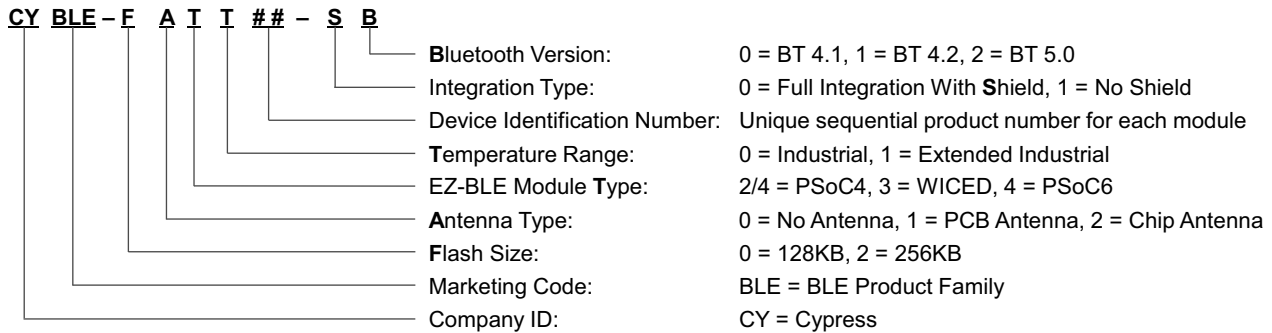 CY BLE – F A T T ## – S B
Bluetooth Version: 0 = BT 4.1, 1 = BT 4.2, 2 = BT 5.0
Integration Type: 0 = Full Integration With Shield, 1 = No Shield
Device Identification Number: Unique sequential product number for each module
Temperature Range: 0 = Industrial, 1 = Extended Industrial
EZ-BLE Module Type: 2/4 = PSoC4, 3 = WICED, 4 = PSoC6
Antenna Type: 0 = No Antenna, 1 = PCB Antenna, 2 = Chip Antenna
Flash Size: 0 = 128KB, 2 = 256KB
Marketing Code: BLE = BLE Product Family
Company ID: CY = Cypress